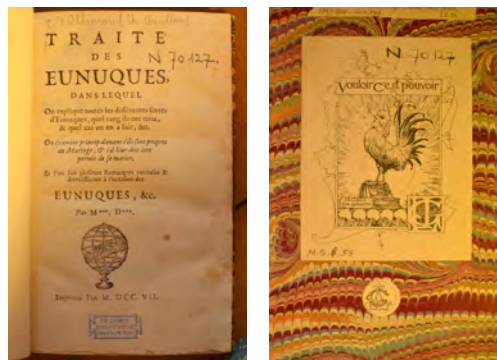 TRAITÉ
DES N 70127.
EUNUQUES,
DANS LEQUEL
On explique toutes les différentes sortes
d'Eunuques, quel rang ils ont tenu,
& quel cas on en a fait, &c.
On examine principalement s'ils sont propres
au Mariage, & s'il leur doit être
permis de se marier.
Et l'on fait plusieurs Remarques curieuses &
divertissantes à l'occasion des
EUNUQUES, &c.
Par M***. D***.
Imprimé l'an M. DCC. VII.
N 70127
Vouloir c'est pouvoir